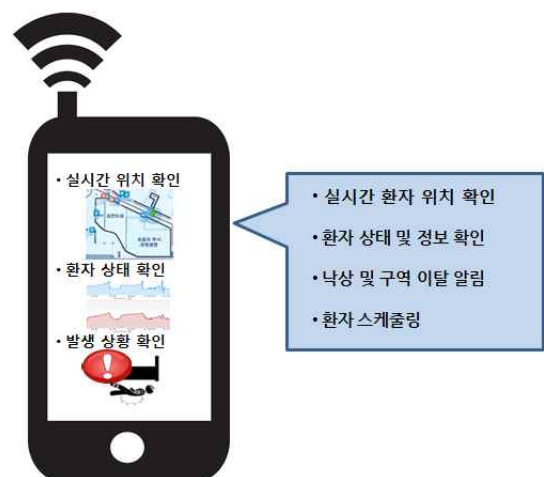 • 실시간 위치 확인
• 환자 상태 확인
• 발생 상황 확인
• 실시간 환자 위치 확인
• 환자 상태 및 정보 확인
• 낙상 및 구역 이탈 알림
• 환자 스케줄링